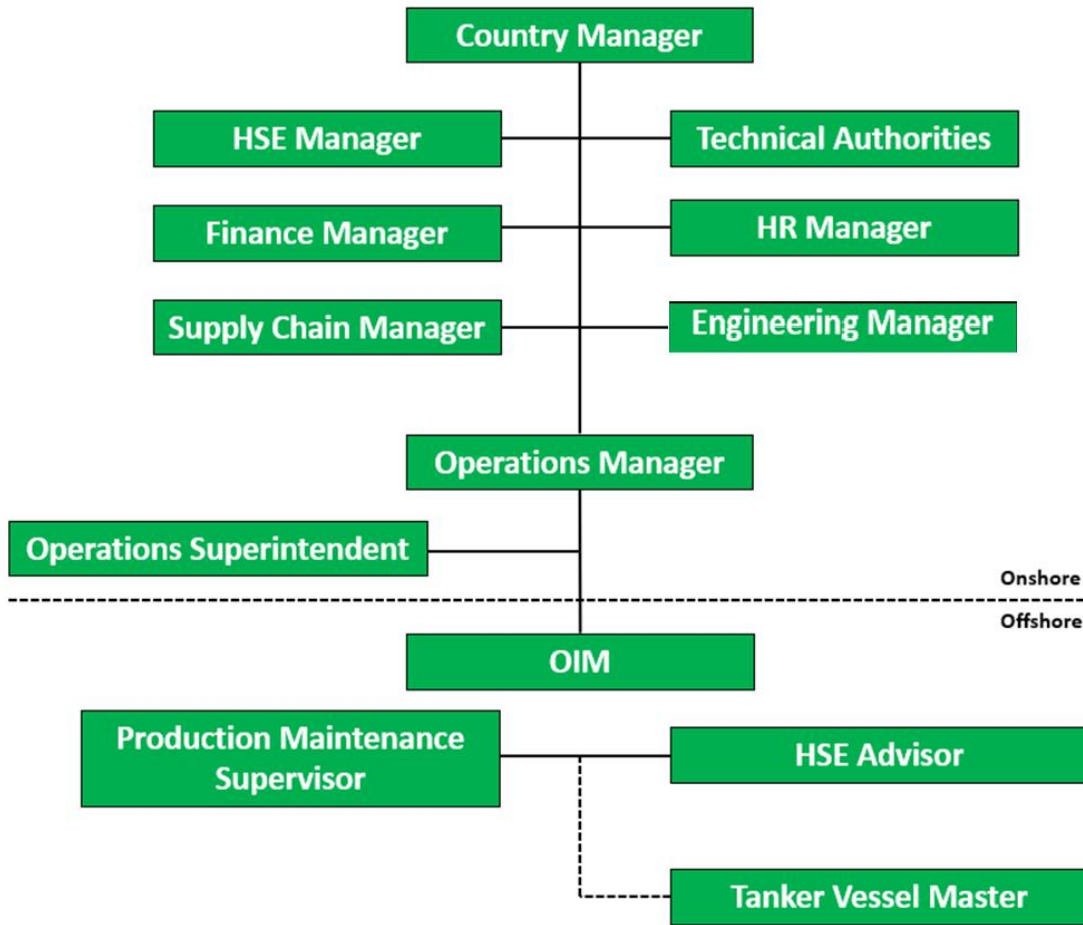 Country Manager
HSE Manager
Technical Authorities
Finance Manager
HR Manager
Supply Chain Manager
Engineering Manager
Operations Manager
Operations Superintendent
Onshore
Offshore
OIM
Production Maintenance
Supervisor
HSE Advisor
Tanker Vessel Master